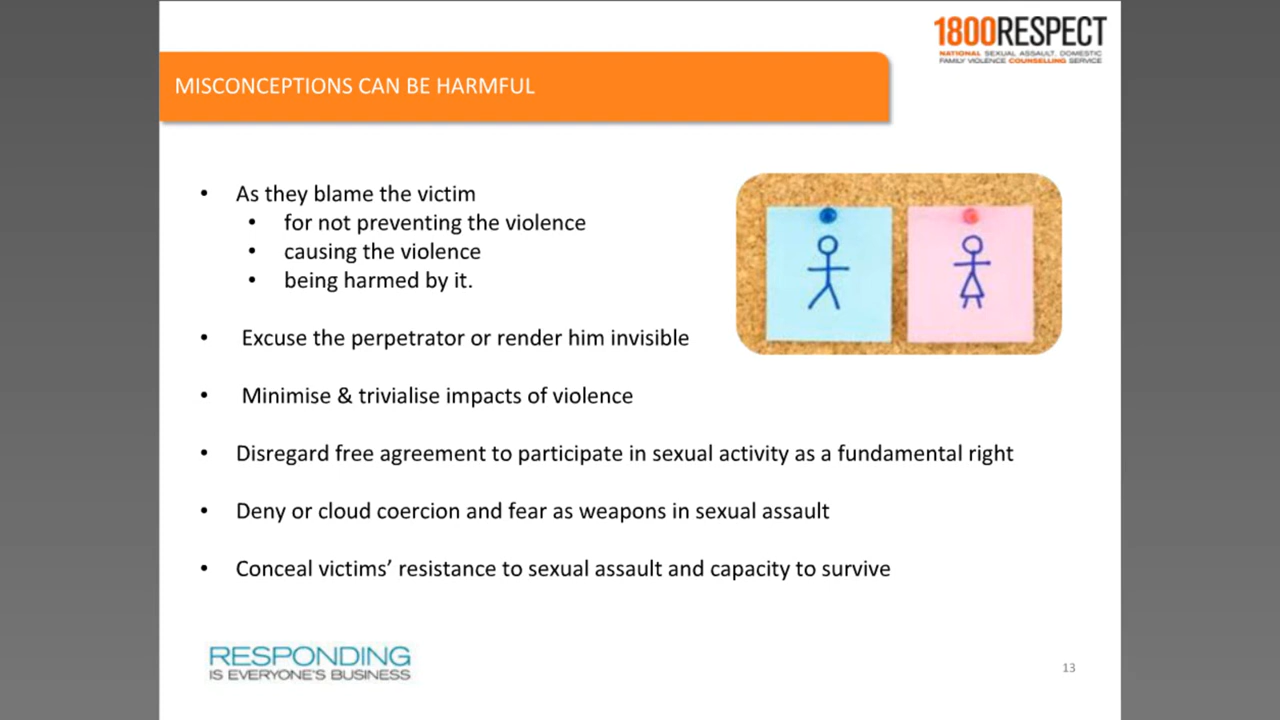 1800RESPECT
NATIONAL SEXUAL ASSAULT, DOMESTIC
FAMILY VIOLENCE COUNSELLING SERVICE
MISCONCEPTIONS CAN BE HARMFUL
• As they blame the victim
• for not preventing the violence
• causing the violence
• being harmed by it.
• Excuse the perpetrator or render him invisible
• Minimise & trivialise impacts of violence
• Disregard free agreement to participate in sexual activity as a fundamental right
• Deny or cloud coercion and fear as weapons in sexual assault
• Conceal victims’ resistance to sexual assault and capacity to survive
RESPONDING
IS EVERYONE'S BUSINESS
13